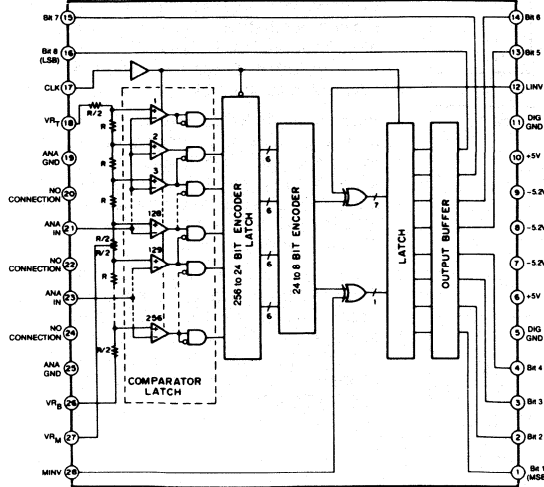 Bit 7 15
Bit 8 (LSB) 16
CLK 17
VRT 18
ANA GND 19
NO CONNECTION 20
ANA IN 21
NO CONNECTION 22
ANA IN 23
NO CONNECTION 24
ANA GND 25
VRB 26
VRM 27
MINV 28
R/2
R
R
R
R/2
R/2
R
R/2
1
2
3
128
129
256
COMPARATOR
LATCH
256 to 24 BIT ENCODER
LATCH
6
6
6
6
24 to 8 BIT ENCODER
7
1
LATCH
OUTPUT BUFFER
14 Bit 6
13 Bit 5
12 LINV
11 DIG GND
10 +5V
9 -5.2V
8 -5.2V
7 -5.2V
6 +5V
5 DIG GND
4 Bit 4
3 Bit 3
2 Bit 2
1 Bit 1 (MSB)